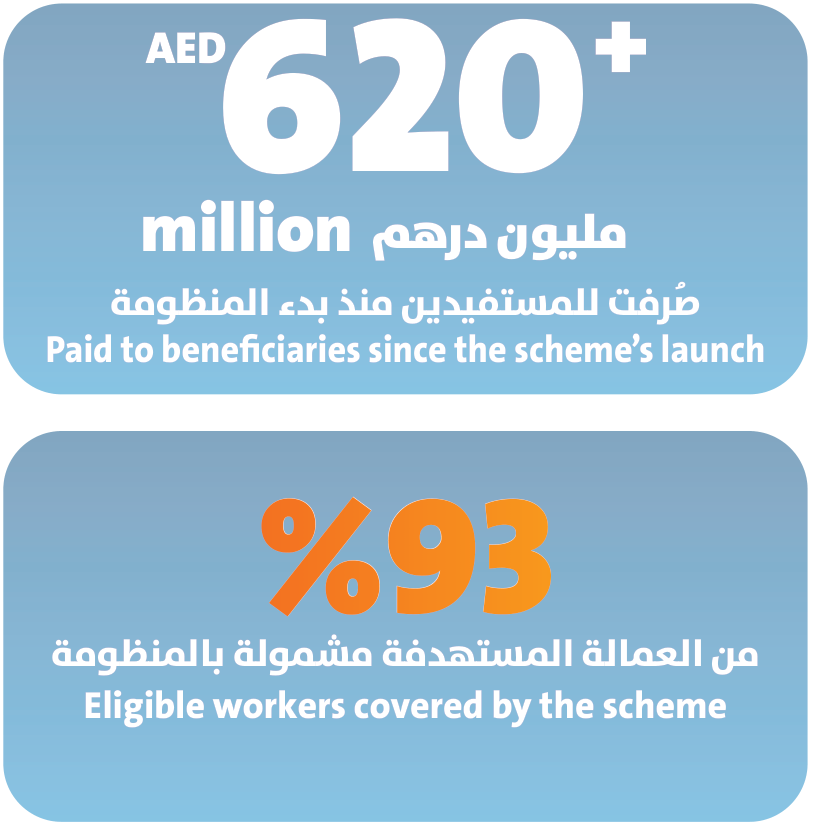 AED 620+
million مليون درهم
صُرفت للمستفيدين منذ بدء المنظومة
Paid to beneficiaries since the scheme’s launch
%93
من العمالة المستهدفة مشمولة بالمنظومة
Eligible workers covered by the scheme